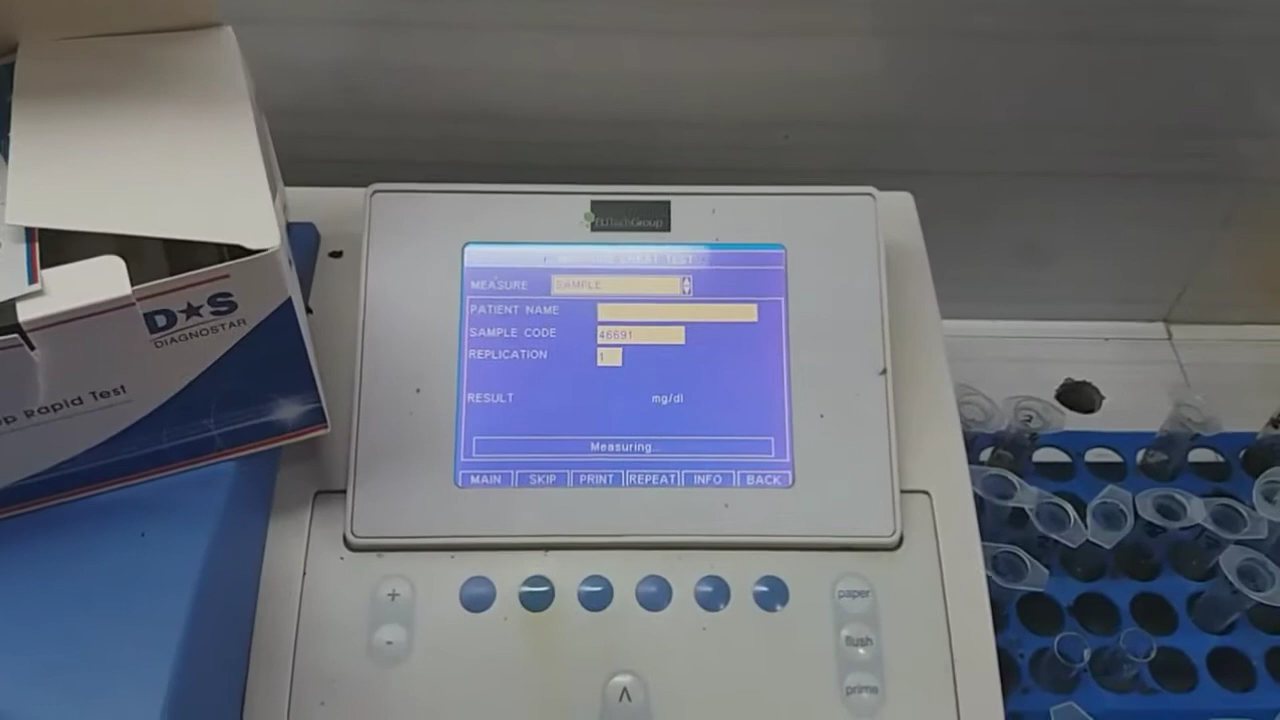 ELITechGroup
MEASURE SAMPLE
PATIENT NAME
SAMPLE CODE 46691
REPLICATION 1
RESULT mg/dl
Measuring...
MAIN SKIP PRINT REPEAT INFO BACK
D★S
DIAGNOSTAR
Rapid Test
+
-
paper
flush
prime